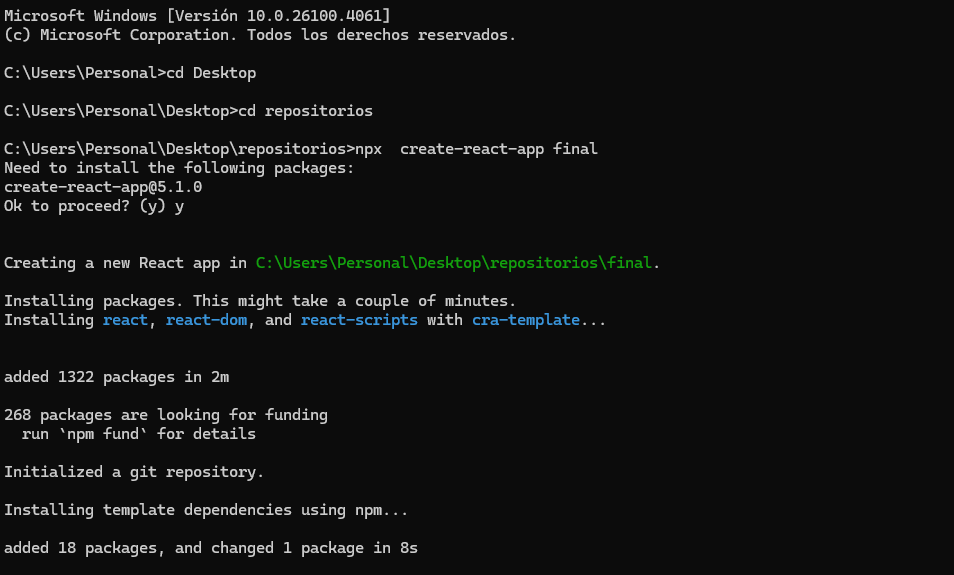 Microsoft Windows [Versión 10.0.26100.4061]
(c) Microsoft Corporation. Todos los derechos reservados.
C:\Users\Personal>cd Desktop
C:\Users\Personal\Desktop>cd repositorios
C:\Users\Personal\Desktop\repositorios>npx  create-react-app final
Need to install the following packages:
create-react-app@5.1.0
Ok to proceed? (y) y
Creating a new React app in C:\Users\Personal\Desktop\repositorios\final.
Installing packages. This might take a couple of minutes.
Installing react, react-dom, and react-scripts with cra-template...
added 1322 packages in 2m
268 packages are looking for funding
  run `npm fund` for details
Initialized a git repository.
Installing template dependencies using npm...
added 18 packages, and changed 1 package in 8s